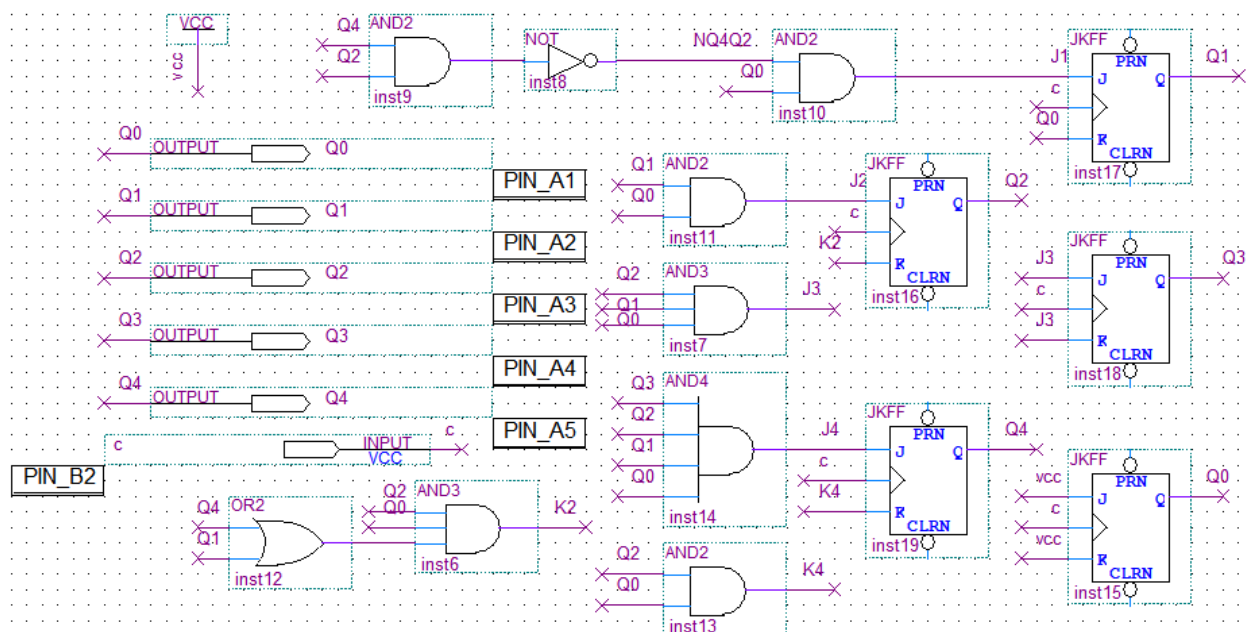 VCC
vcc
Q4
AND2
Q2
inst9
NOT
inst8
NQ4Q2
AND2
Q0
inst10
JKFF
J1
PRN
J
Q
Q1
c
Q0
K
CLRN
inst17
Q0
OUTPUT
Q0
PIN_A1
Q1
OUTPUT
Q1
PIN_A2
Q2
OUTPUT
Q2
PIN_A3
Q3
OUTPUT
Q3
PIN_A4
Q4
OUTPUT
Q4
PIN_A5
c
INPUT
VCC
c
PIN_B2
Q1
AND2
Q0
inst11
J2
JKFF
PRN
J
Q
Q2
c
K2
K
CLRN
inst16
Q2
AND3
Q1
Q0
J3
inst7
JKFF
J3
PRN
J
Q
Q3
c
J3
K
CLRN
inst18
AND4
Q3
Q2
Q1
Q0
inst14
J4
JKFF
PRN
J
Q
Q4
c
K4
K
CLRN
inst19
Q4
OR2
Q1
inst12
Q2
AND3
Q0
K2
inst6
Q2
AND2
Q0
K4
inst13
JKFF
vcc
PRN
J
Q
Q0
c
vcc
K
CLRN
inst15